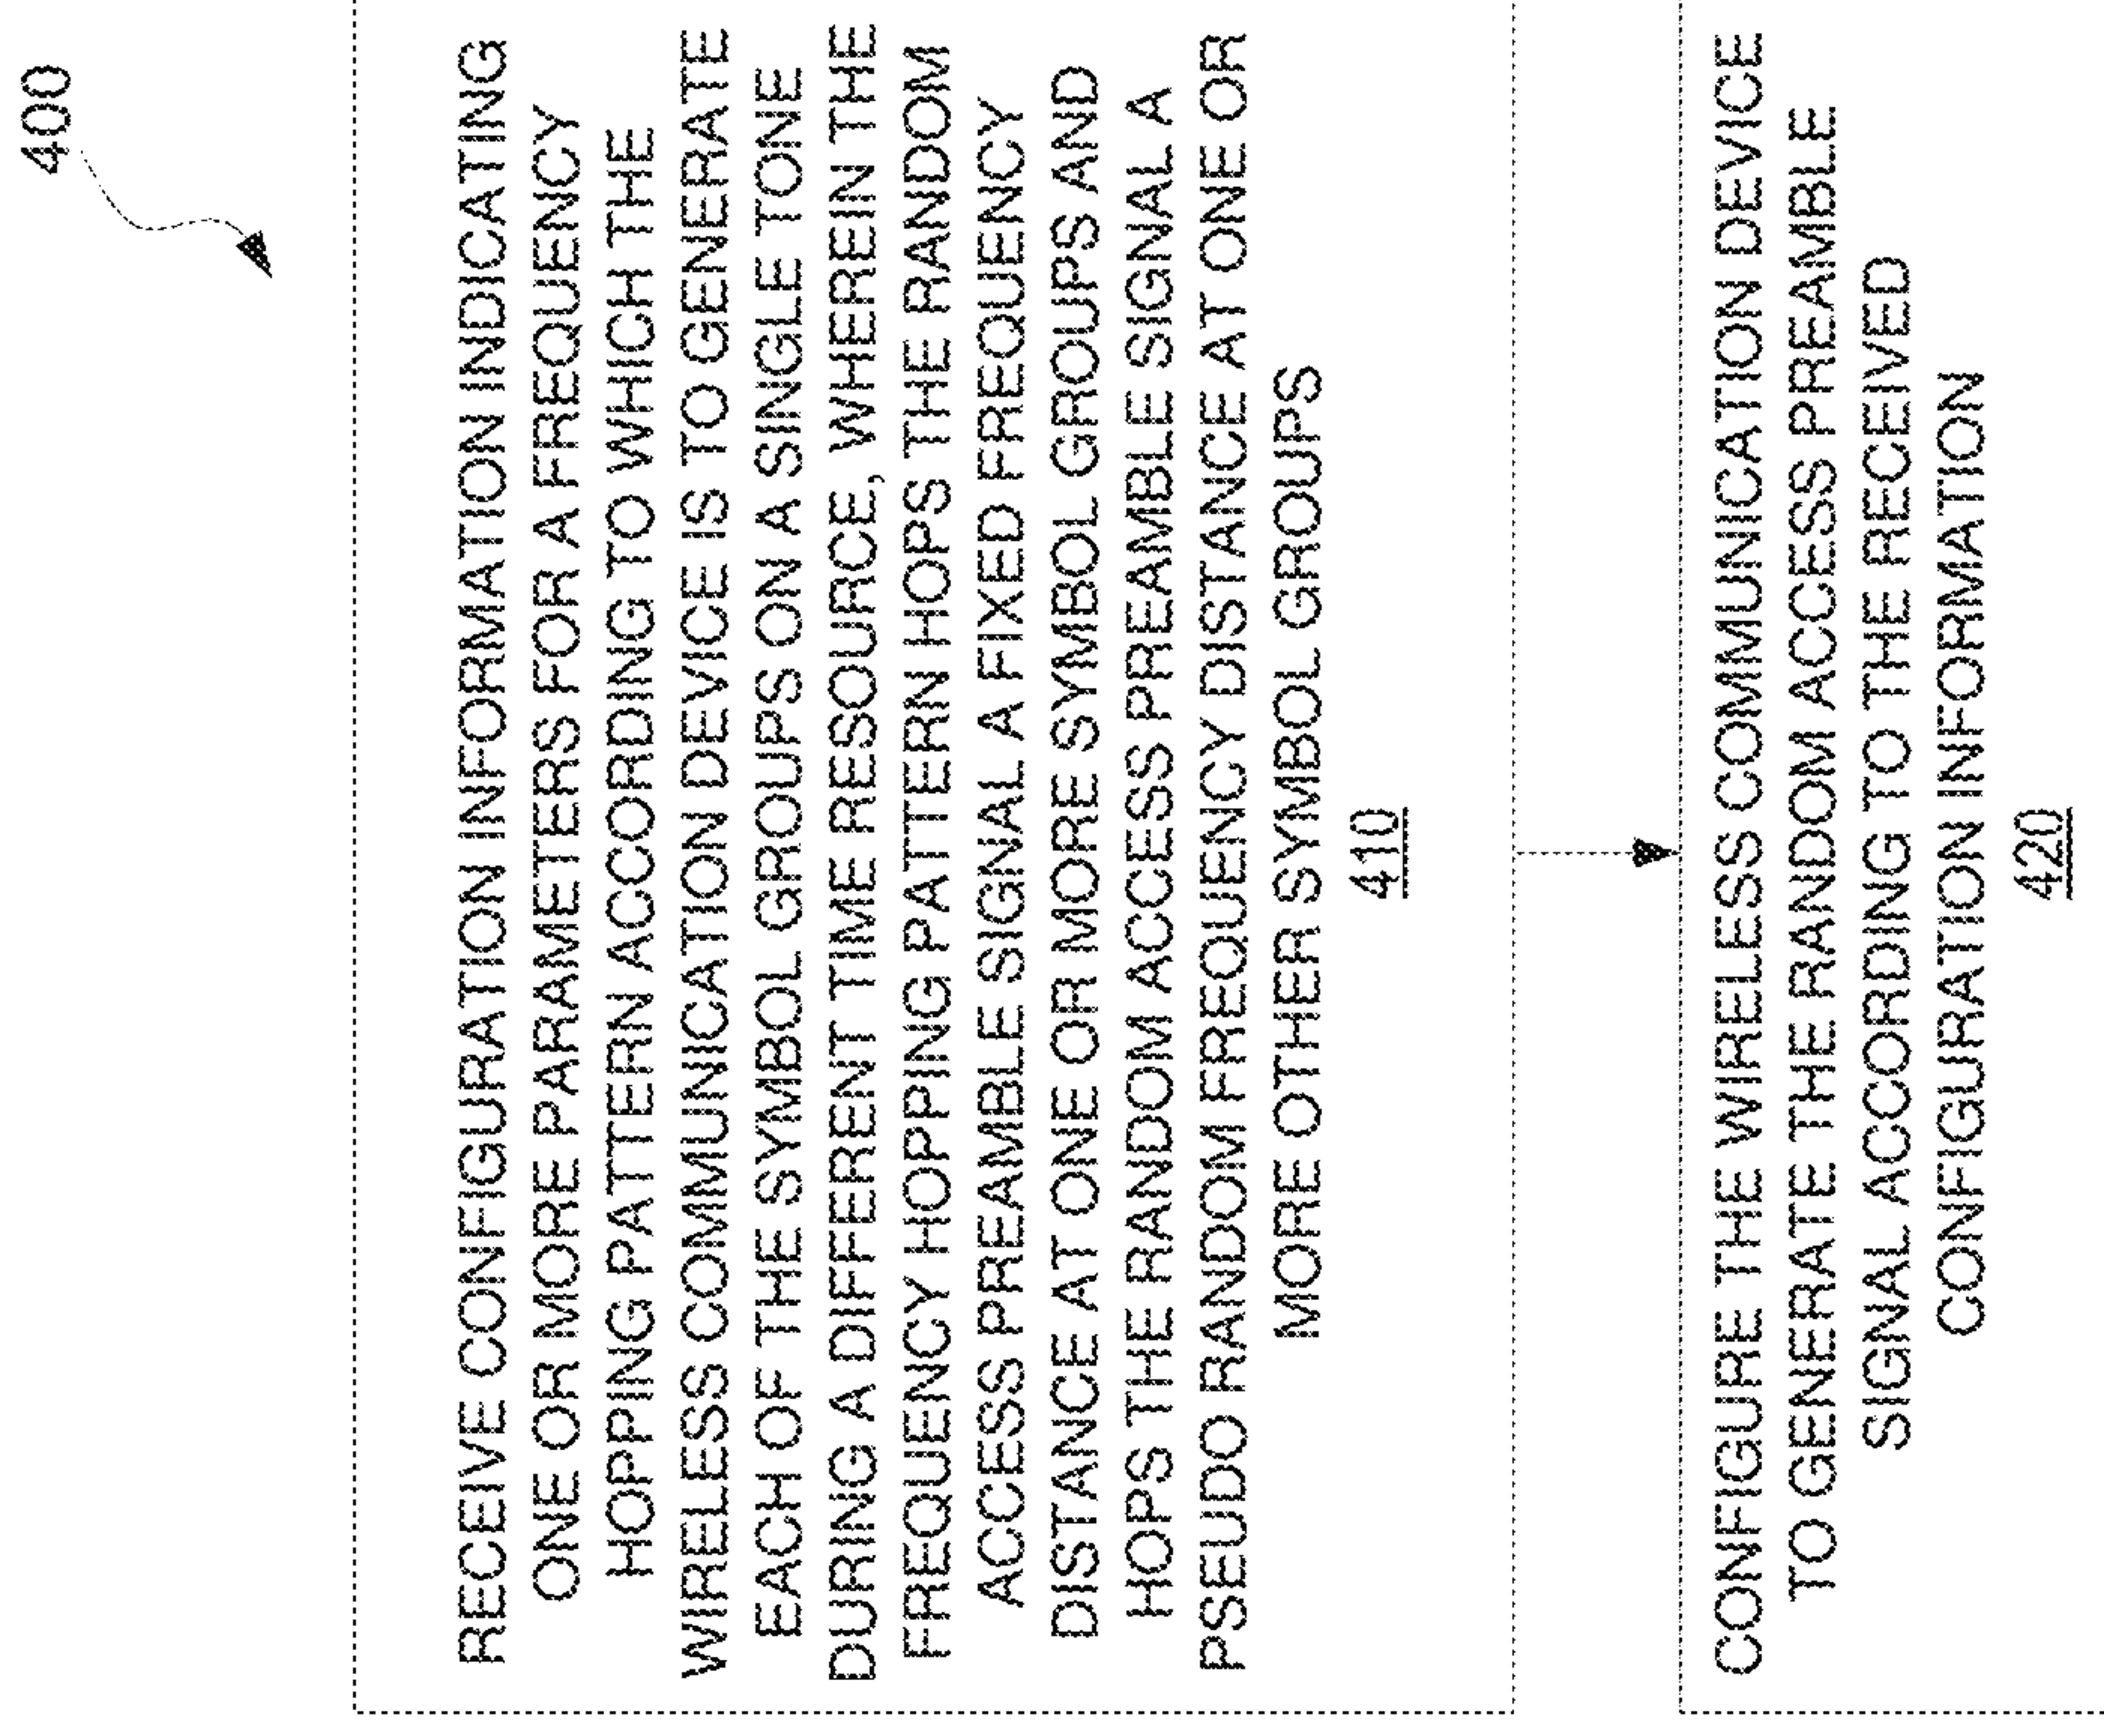 400
RECEIVE CONFIGURATION INFORMATION INDICATING
ONE OR MORE PARAMETERS FOR A FREQUENCY
HOPPING PATTERN ACCORDING TO WHICH THE
WIRELESS COMMUNICATION DEVICE IS TO GENERATE
EACH OF THE SYMBOL GROUPS ON A SINGLE TONE
DURING A DIFFERENT TIME RESOURCE, WHEREIN THE
FREQUENCY HOPPING PATTERN HOPS THE RANDOM
ACCESS PREAMBLE SIGNAL A FIXED FREQUENCY
DISTANCE AT ONE OR MORE SYMBOL GROUPS AND
HOPS THE RANDOM ACCESS PREAMBLE SIGNAL A
PSEUDO RANDOM FREQUENCY DISTANCE AT ONE OR
MORE OTHER SYMBOL GROUPS
410
CONFIGURE THE WIRELESS COMMUNICATION DEVICE
TO GENERATE THE RANDOM ACCESS PREAMBLE
SIGNAL ACCORDING TO THE RECEIVED
CONFIGURATION INFORMATION
420